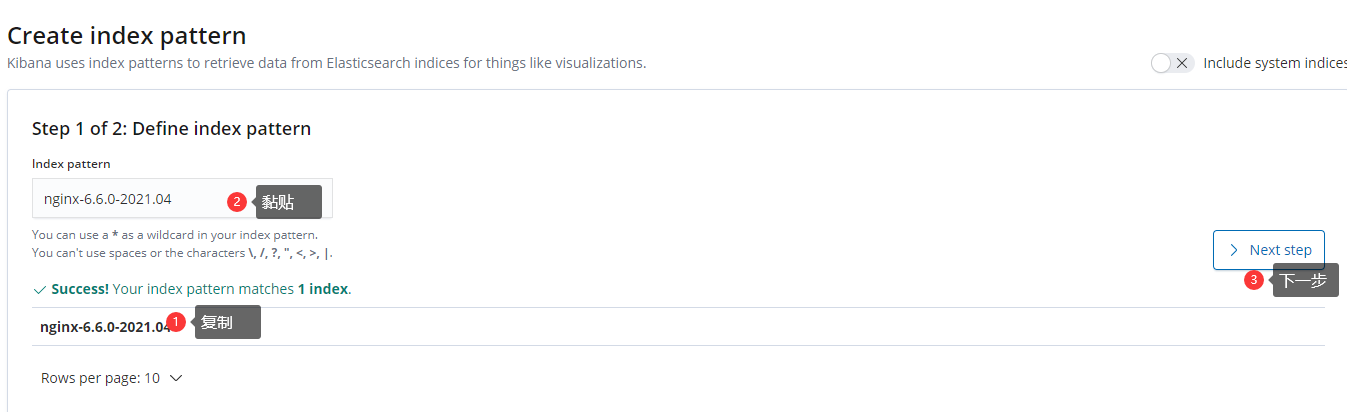 Create index pattern
Kibana uses index patterns to retrieve data from Elasticsearch indices for things like visualizations.
Include system indices
Step 1 of 2: Define index pattern
Index pattern
nginx-6.6.0-2021.04
2 黏贴
You can use a * as a wildcard in your index pattern.
You can't use spaces or the characters \, /, ?, ", <, >, |.
Next step
3 下一步
Success! Your index pattern matches 1 index.
nginx-6.6.0-2021.04
1 复制
Rows per page: 10